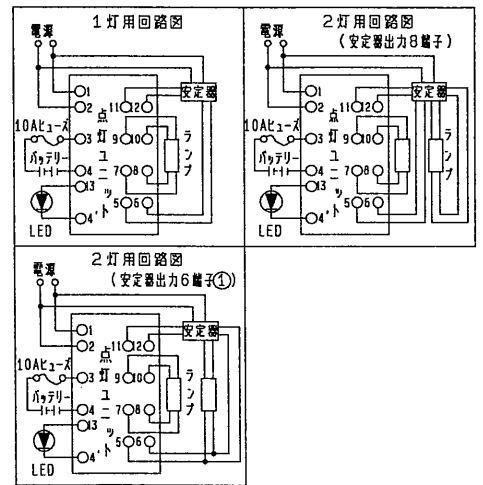 1灯用回路図
電源
1
2
11 12
安定器
10Aヒューズ
3
9 10
バッテリー
4
7 8
13
5 6
4'
LED
点灯ユニット
ランプ
2灯用回路図
(安定器出力8端子)
電源
1
2
11 12
安定器
10Aヒューズ
3
9 10
バッテリー
4
7 8
13
5 6
4'
LED
点灯ユニット
ランプ
2灯用回路図
(安定器出力6端子①)
電源
1
2
11 12
安定器
10Aヒューズ
3
9 10
バッテリー
4
7 8
13
5 6
4'
LED
点灯ユニット
ランプ